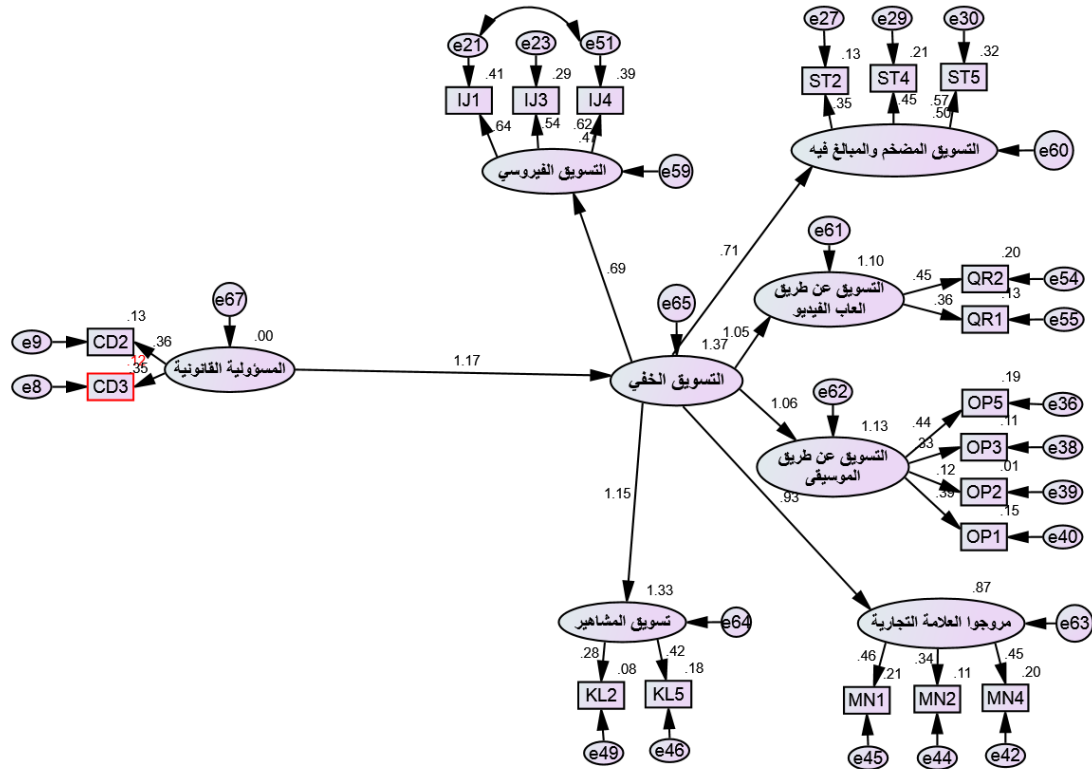 e27
e29
e30
e21
e23
e51
.13
.21
.32
.41
.29
.39
ST2
ST4
ST5
IJ1
IJ3
IJ4
.35
.45
.57
.50
.64
.54
.62
.47
التسويق المضخم والمبالغ فيه
e60
التسويق الفيروسي
e59
e61
.71
1.10
.20
.69
التسويق عن طريق
العاب الفيديو
.45
QR2
e54
.36
.13
QR1
e55
e67
e65
.00
.13
e9
CD2
.36
1.37
1.05
.12
.35
e8
CD3
المسؤولية القانونية
1.17
التسويق الخفي
1.06
e62
1.13
.19
OP5
e36
.44
.11
.33
OP3
e38
التسويق عن طريق
الموسيقى
.12
.01
OP2
e39
.39
.15
OP1
e40
1.15
.93
1.33
.87
تسويق المشاهير
e64
مروجوا العلامة التجارية
e63
.28
.08
.42
.18
.46
.21
.34
.11
.45
.20
KL2
KL5
MN1
MN2
MN4
e49
e46
e45
e44
e42